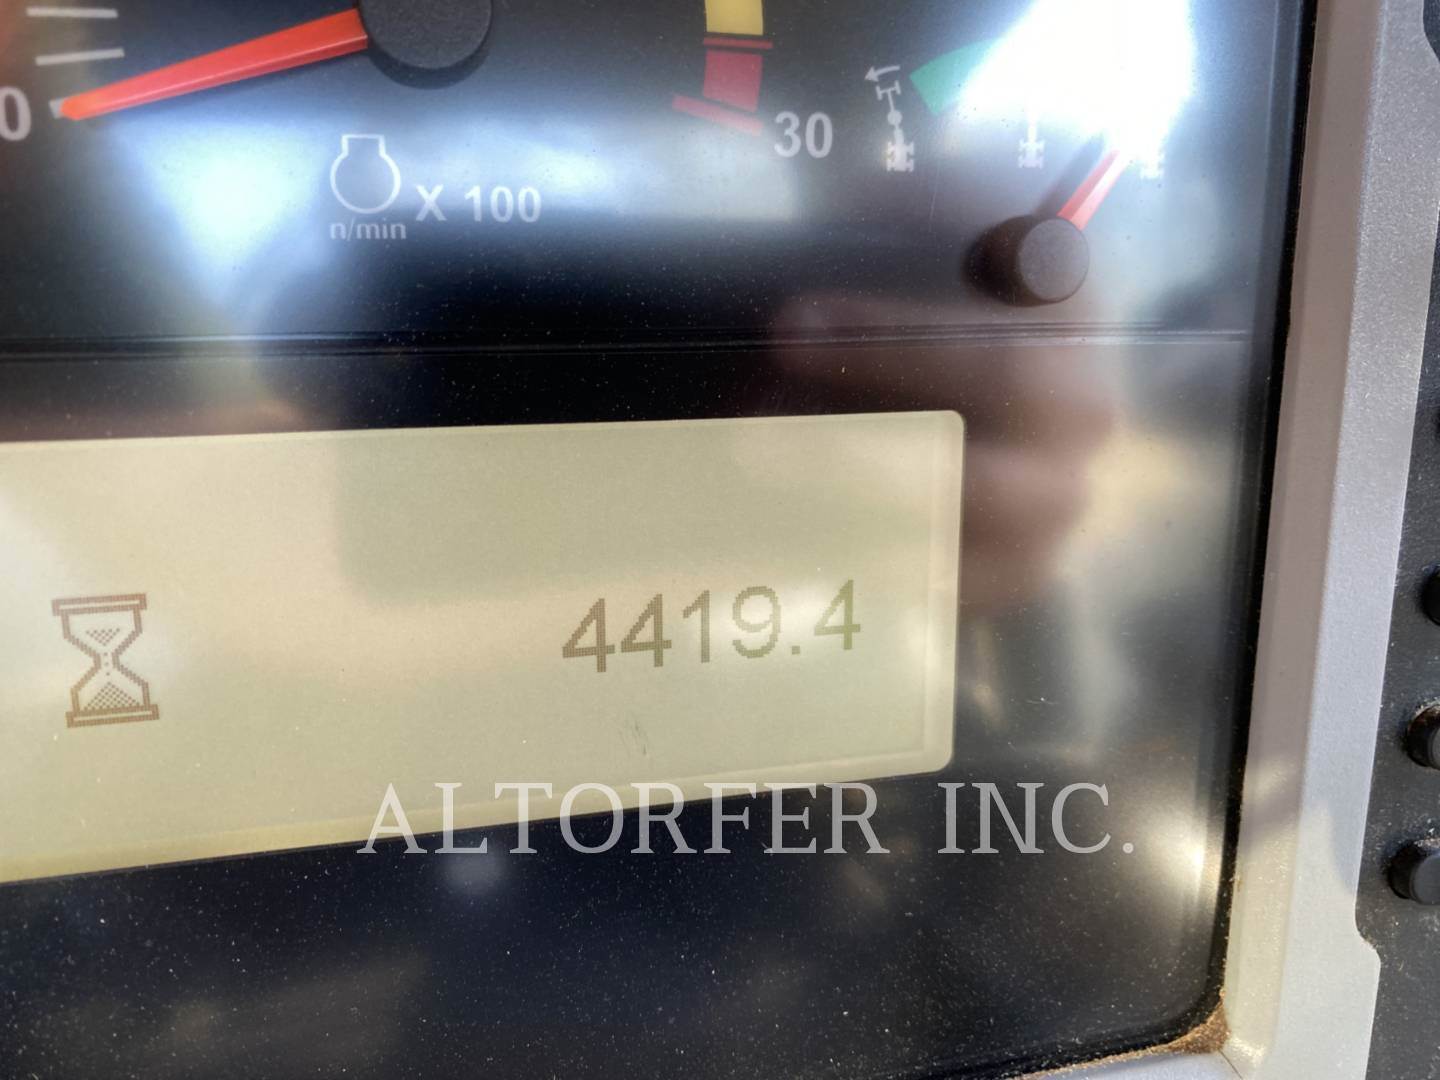 0
30
X 100
n/min
4419.4
ALTORFER INC.